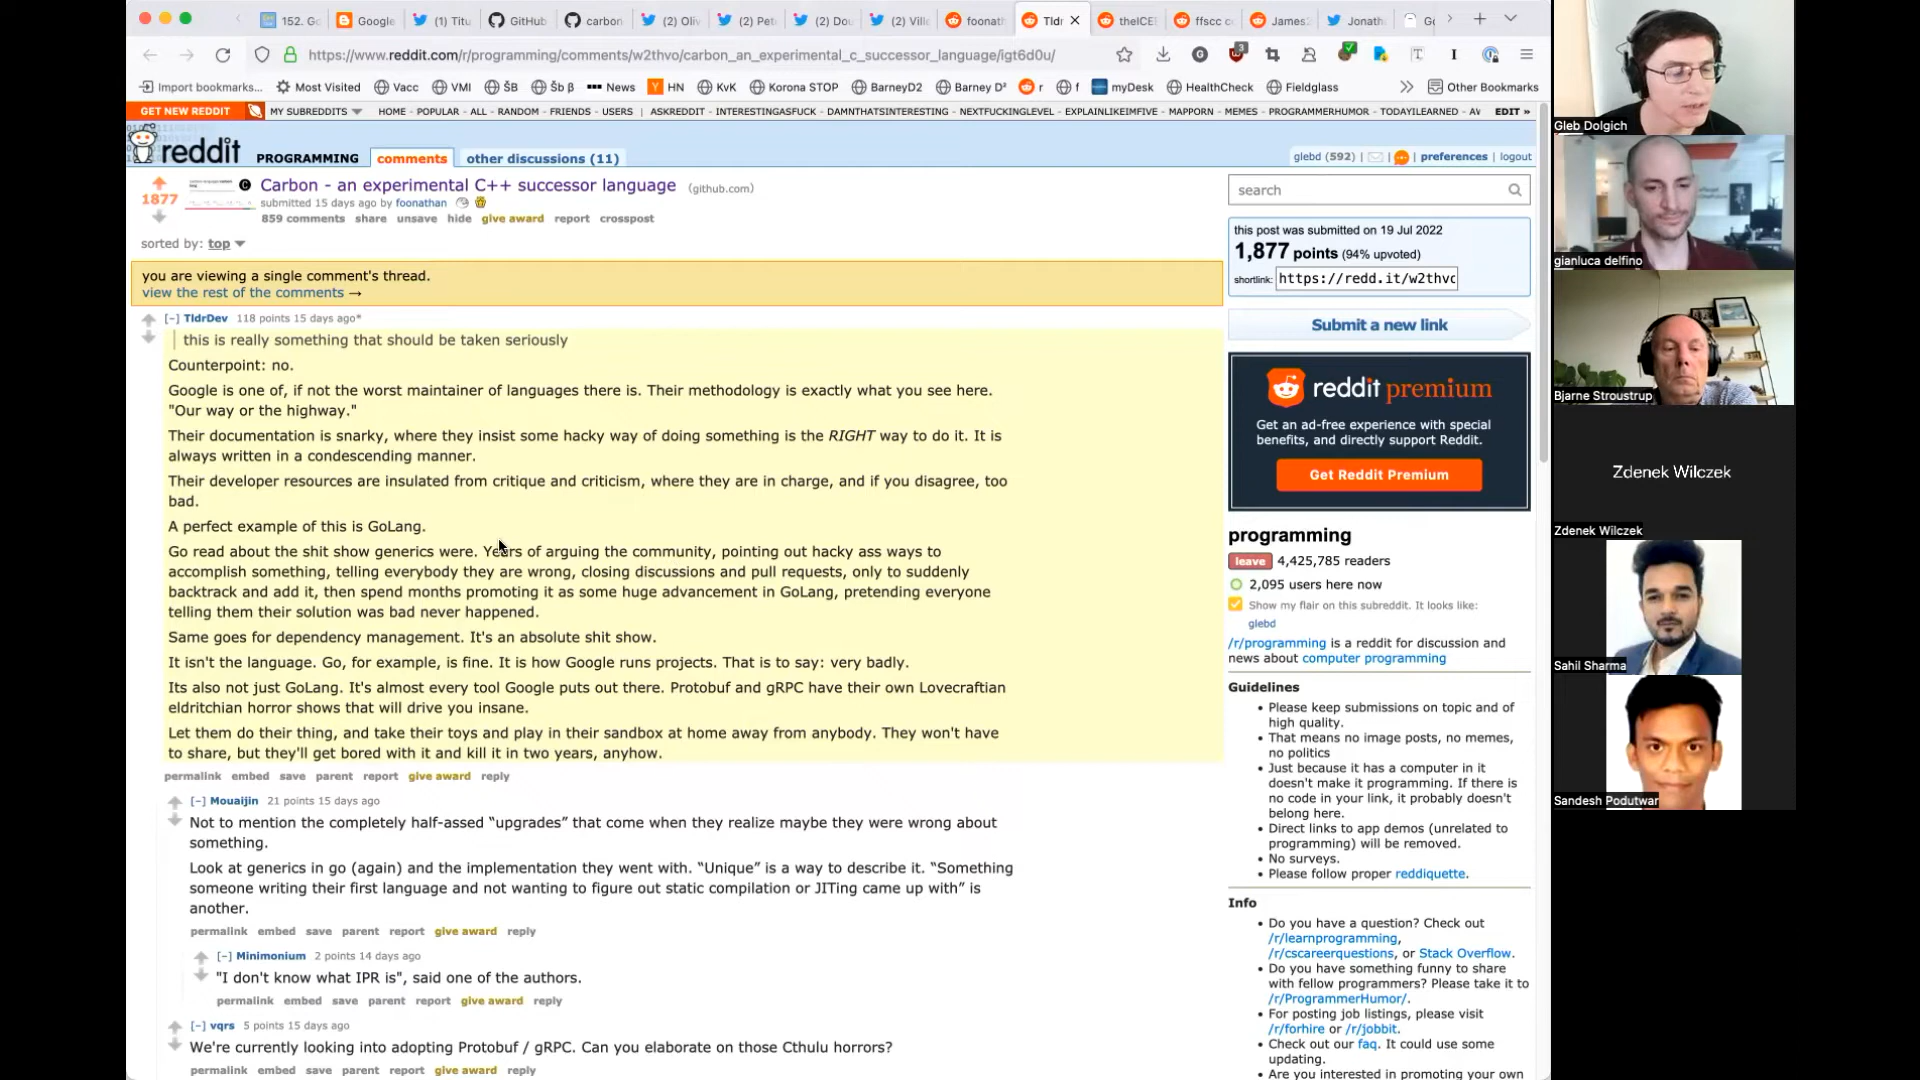 152. Go
Google
(1) Titu
GitHub
carbon
(2) Oliv
(2) Pet
(2) Dou
(2) Ville
foonath
Tldr
theICE
ffscc c
James
Jonath
Go
https://www.reddit.com/r/programming/comments/w2thvo/carbon_an_experimental_c_successor_language/igt6d0u/
Import bookmarks...
Most Visited
Vacc
VMI
ŠB
Šb β
News
HN
KvK
Korona STOP
BarneyD2
Barney D²
r
f
myDesk
HealthCheck
Fieldglass
Other Bookmarks
GET NEW REDDIT
MY SUBREDDITS
HOME - POPULAR - ALL - RANDOM - FRIENDS - USERS | ASKREDDIT - INTERESTINGASFUCK - DAMNTHATSINTERESTING - NEXTFUCKINGLEVEL - EXPLAINLIKEIMFIVE - MAPPORN - MEMES - PROGRAMMERHUMOR - TODAYILEARNED - AV
EDIT »
reddit
PROGRAMMING
comments
other discussions (11)
glebd (592) | preferences | logout
1877
Carbon - an experimental C++ successor language (github.com)
submitted 15 days ago by foonathan
859 comments share unsave hide give award report crosspost
sorted by: top
you are viewing a single comment's thread.
view the rest of the comments →
[–] TldrDev 118 points 15 days ago*
this is really something that should be taken seriously
Counterpoint: no.
Google is one of, if not the worst maintainer of languages there is. Their methodology is exactly what you see here.
"Our way or the highway."
Their documentation is snarky, where they insist some hacky way of doing something is the RIGHT way to do it. It is
always written in a condescending manner.
Their developer resources are insulated from critique and criticism, where they are in charge, and if you disagree, too
bad.
A perfect example of this is GoLang.
Go read about the shit show generics were. Years of arguing the community, pointing out hacky ass ways to
accomplish something, telling everybody they are wrong, closing discussions and pull requests, only to suddenly
backtrack and add it, then spend months promoting it as some huge advancement in GoLang, pretending everyone
telling them their solution was bad never happened.
Same goes for dependency management. It's an absolute shit show.
It isn't the language. Go, for example, is fine. It is how Google runs projects. That is to say: very badly.
Its also not just GoLang. It's almost every tool Google puts out there. Protobuf and gRPC have their own Lovecraftian
eldritchian horror shows that will drive you insane.
Let them do their thing, and take their toys and play in their sandbox at home away from anybody. They won't have
to share, but they'll get bored with it and kill it in two years, anyhow.
permalink embed save parent report give award reply
[–] Mouaijin 21 points 15 days ago
Not to mention the completely half-assed “upgrades” that come when they realize maybe they were wrong about
something.
Look at generics in go (again) and the implementation they went with. “Unique” is a way to describe it. “Something
someone writing their first language and not wanting to figure out static compilation or JITing came up with” is
another.
permalink embed save parent report give award reply
[–] Minimonium 2 points 14 days ago
"I don't know what IPR is", said one of the authors.
permalink embed save parent report give award reply
[–] vqrs 5 points 15 days ago
We're currently looking into adopting Protobuf / gRPC. Can you elaborate on those Cthulu horrors?
permalink embed save parent report give award reply
search
this post was submitted on 19 Jul 2022
1,877 points (94% upvoted)
shortlink: https://redd.it/w2thvo
Submit a new link
reddit premium
Get an ad-free experience with special
benefits, and directly support Reddit.
Get Reddit Premium
programming
leave 4,425,785 readers
2,095 users here now
Show my flair on this subreddit. It looks like:
glebd
/r/programming is a reddit for discussion and
news about computer programming
Guidelines
• Please keep submissions on topic and of
high quality.
• That means no image posts, no memes,
no politics
• Just because it has a computer in it
doesn't make it programming. If there is
no code in your link, it probably doesn't
belong here.
• Direct links to app demos (unrelated to
programming) will be removed.
• No surveys.
• Please follow proper reddiquette.
Info
• Do you have a question? Check out
/r/learnprogramming,
/r/cscareerquestions, or Stack Overflow.
• Do you have something funny to share
with fellow programmers? Please take it to
/r/ProgrammerHumor/.
• For posting job listings, please visit
/r/forhire or /r/jobbit.
• Check out our faq. It could use some
updating.
• Are you interested in promoting your own
Gleb Dolgich
gianluca delfino
Bjarne Stroustrup
Zdenek Wilczek
Zdenek Wilczek
Sahil Sharma
Sandesh Podutwar